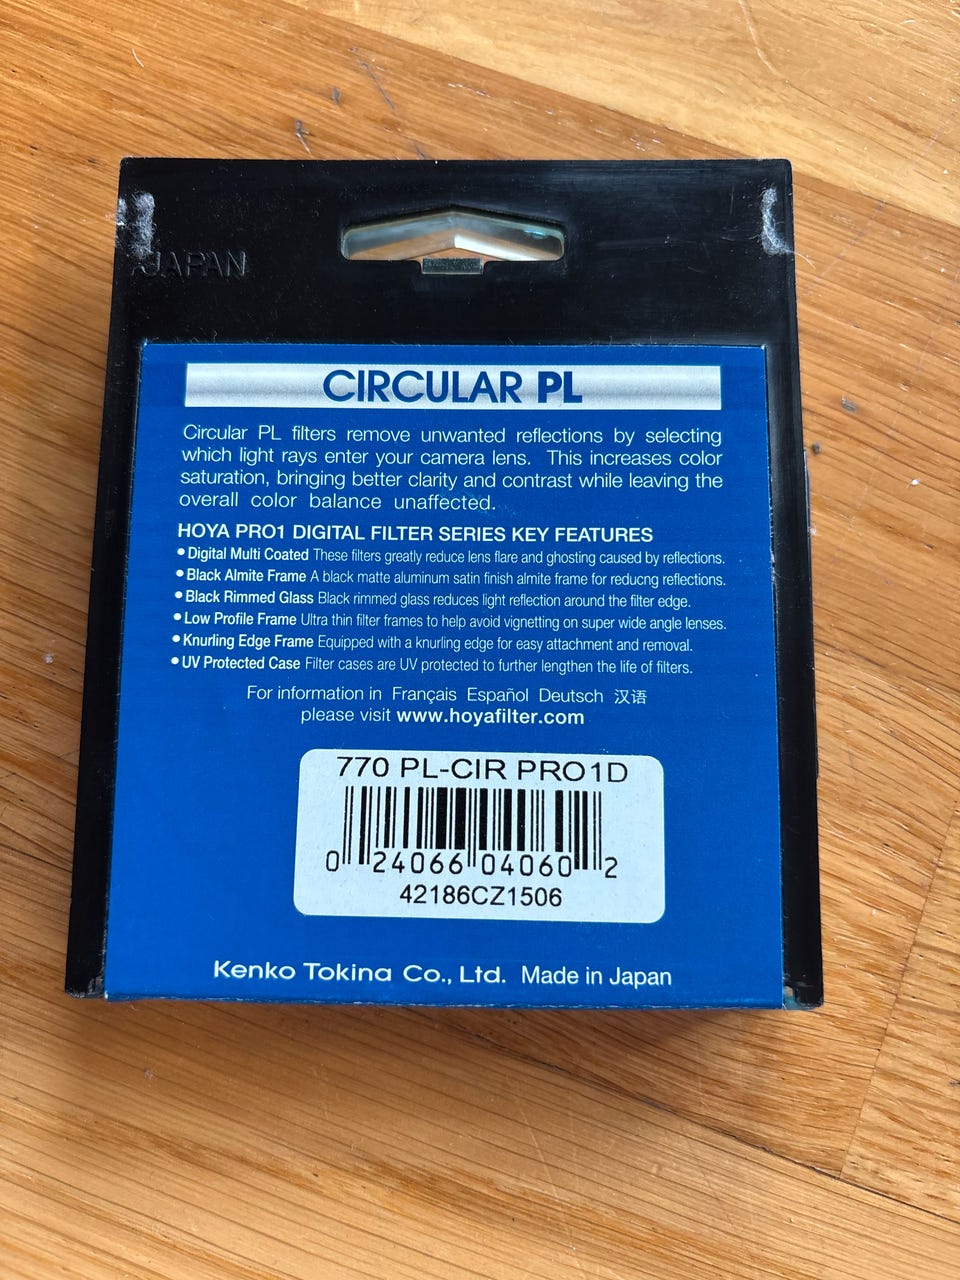 JAPAN
CIRCULAR PL
Circular PL filters remove unwanted reflections by selecting
which light rays enter your camera lens. This increases color
saturation, bringing better clarity and contrast while leaving the
overall color balance unaffected.
HOYA PRO1 DIGITAL FILTER SERIES KEY FEATURES
• Digital Multi Coated These filters greatly reduce lens flare and ghosting caused by reflections.
• Black Almite Frame A black matte aluminum satin finish almite frame for reducng reflections.
• Black Rimmed Glass Black rimmed glass reduces light reflection around the filter edge.
• Low Profile Frame Ultra thin filter frames to help avoid vignetting on super wide angle lenses.
• Knurling Edge Frame Equipped with a knurling edge for easy attachment and removal.
• UV Protected Case Filter cases are UV protected to further lengthen the life of filters.
For information in Français Español Deutsch 汉语
please visit www.hoyafilter.com
770 PL-CIR PRO1D
0 24066 04060 2
42186CZ1506
Kenko Tokina Co., Ltd. Made in Japan